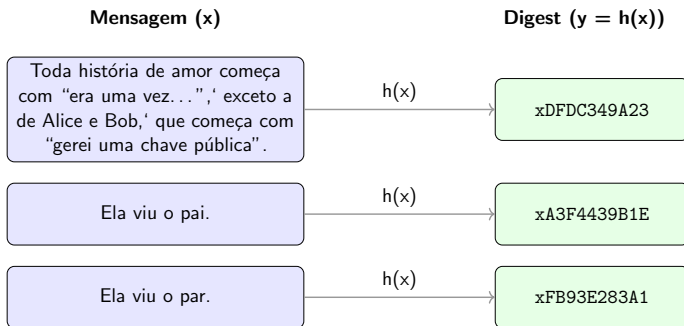 Mensagem (x) Digest (y = h(x))
Toda história de amor começa
com “era uma vez. . . ”,‘ exceto a
de Alice e Bob,‘ que começa com
“gerei uma chave pública”.
h(x)
xDFDC349A23
Ela viu o pai.
h(x)
xA3F4439B1E
Ela viu o par.
h(x)
xFB93E283A1